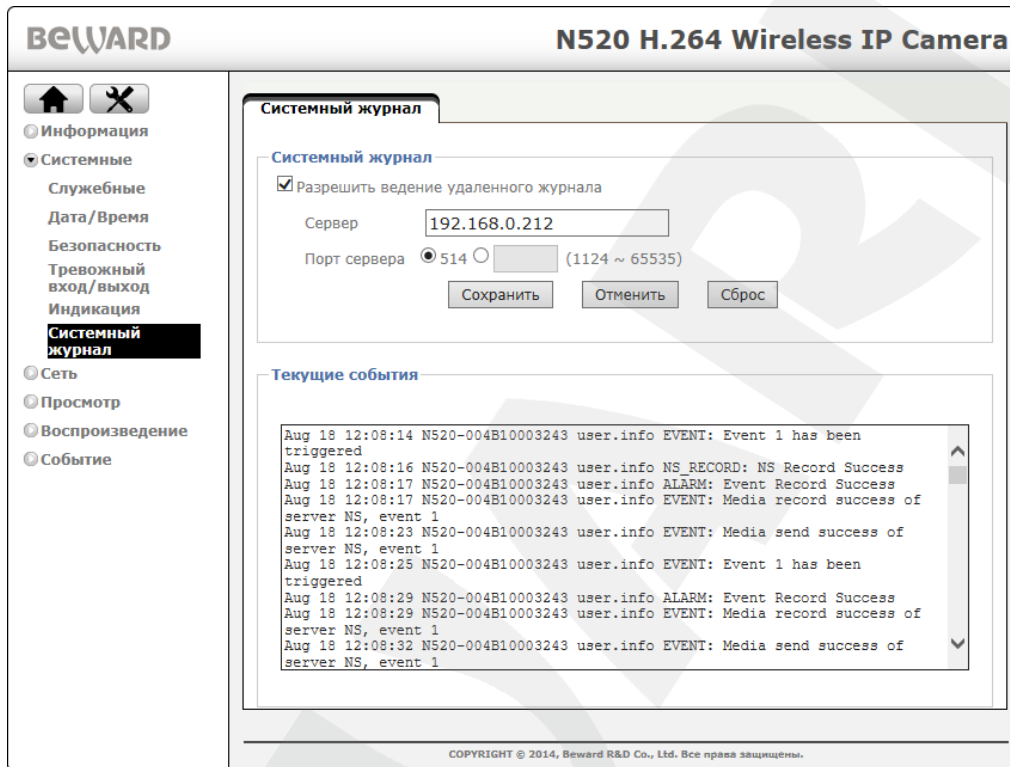 BEWARD
N520 H.264 Wireless IP Camera
Информация
Системные
Служебные
Дата/Время
Безопасность
Тревожный
вход/выход
Индикация
Системный
журнал
Сеть
Просмотр
Воспроизведение
Событие
Системный журнал
Системный журнал
Разрешить ведение удаленного журнала
Сервер 192.168.0.212
Порт сервера 514 (1124 ~ 65535)
Сохранить Отменить Сброс
Текущие события
Aug 18 12:08:14 N520-004B10003243 user.info EVENT: Event 1 has been
triggered
Aug 18 12:08:16 N520-004B10003243 user.info NS_RECORD: NS Record Success
Aug 18 12:08:17 N520-004B10003243 user.info ALARM: Event Record Success
Aug 18 12:08:17 N520-004B10003243 user.info EVENT: Media record success of
server NS, event 1
Aug 18 12:08:23 N520-004B10003243 user.info EVENT: Media send success of
server NS, event 1
Aug 18 12:08:25 N520-004B10003243 user.info EVENT: Event 1 has been
triggered
Aug 18 12:08:29 N520-004B10003243 user.info ALARM: Event Record Success
Aug 18 12:08:29 N520-004B10003243 user.info EVENT: Media record success of
server NS, event 1
Aug 18 12:08:32 N520-004B10003243 user.info EVENT: Media send success of
server NS, event 1
COPYRIGHT © 2014, Beward R&D Co., Ltd. Все права защищены.